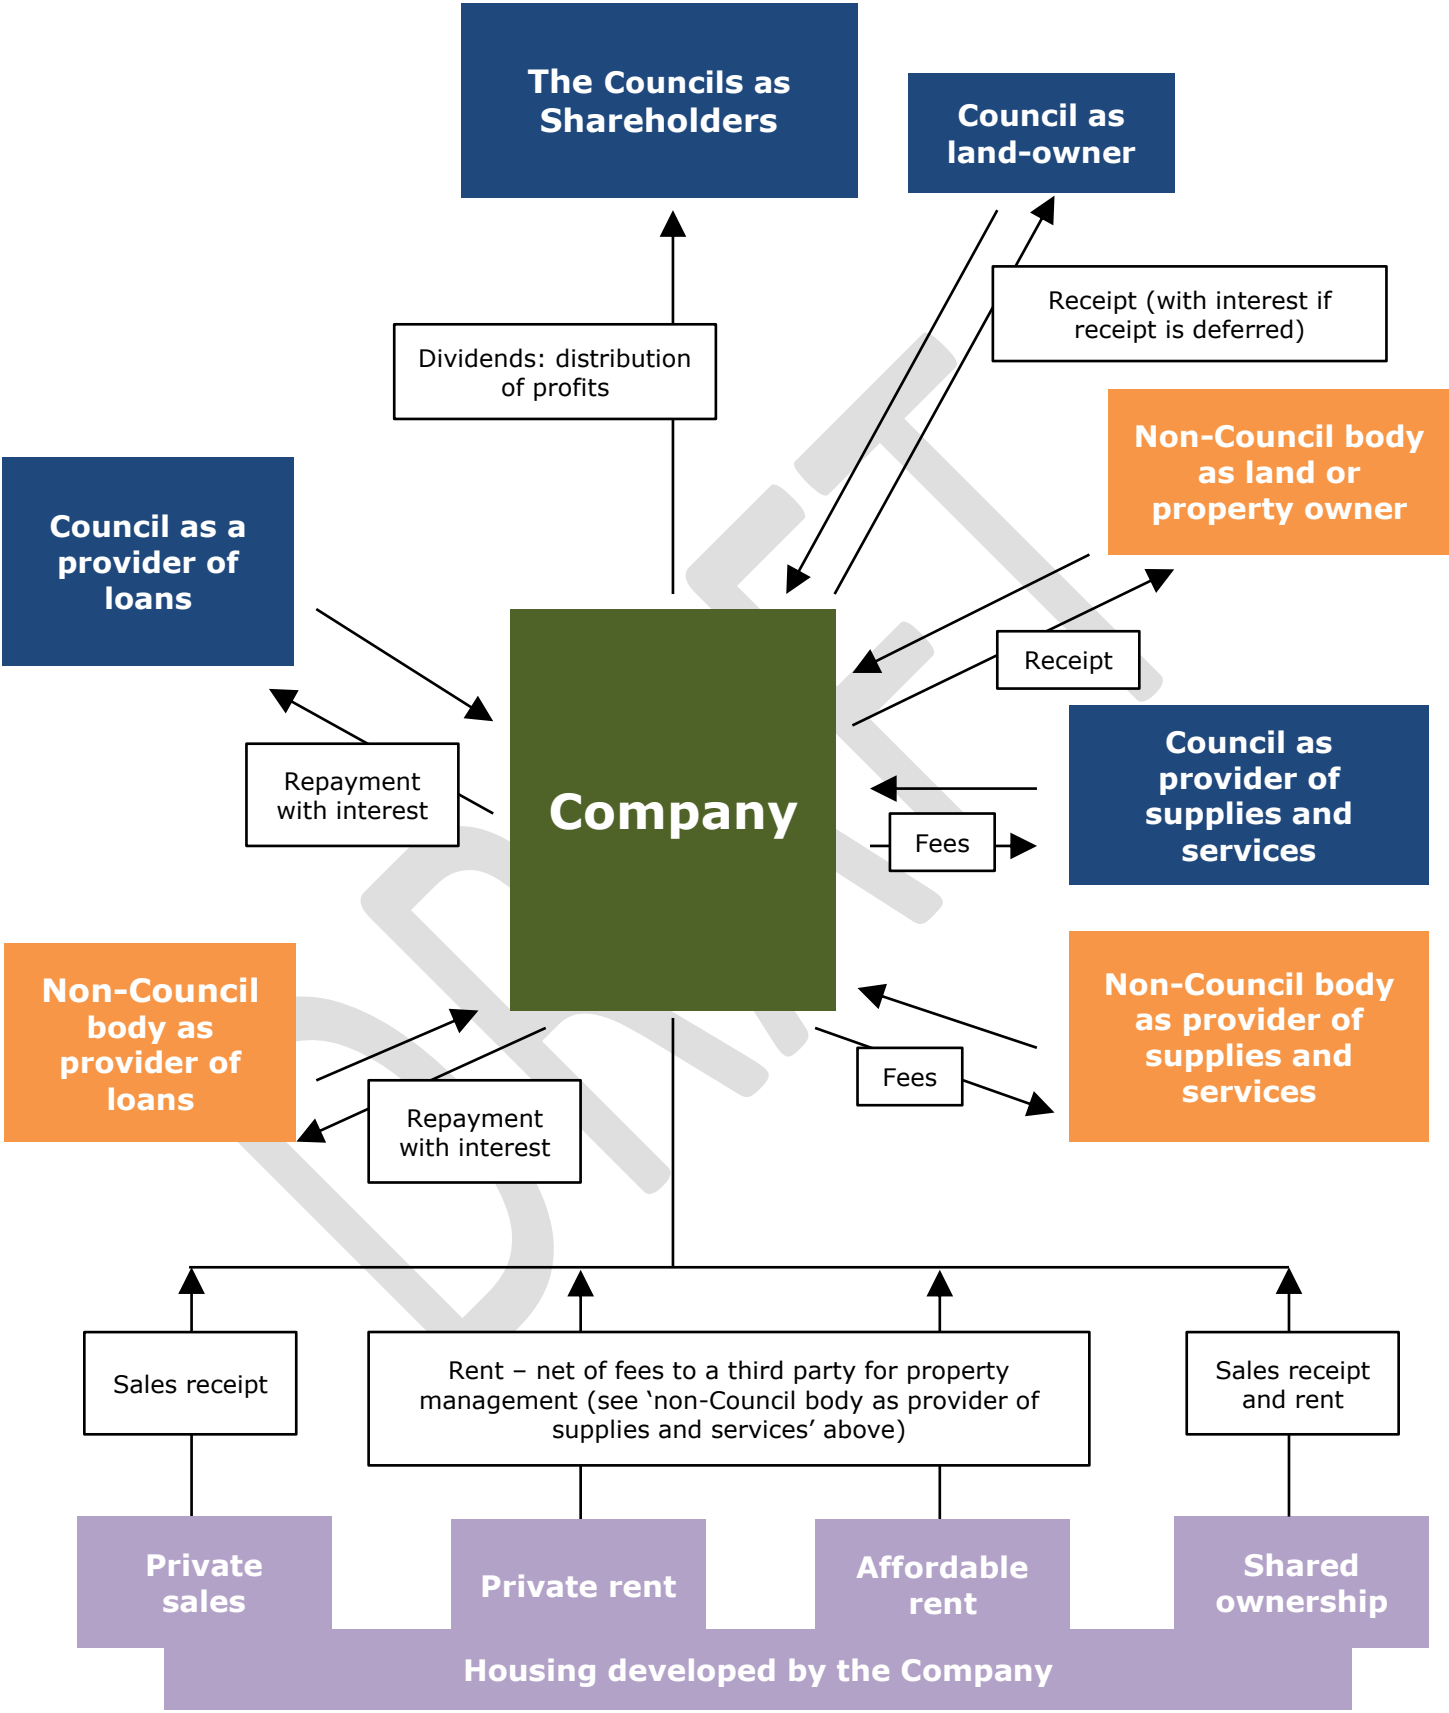 The Councils as
Shareholders
Council as
land-owner
Receipt (with interest if
receipt is deferred)
Dividends: distribution
of profits
Non-Council body
as land or
property owner
Council as a
provider of
loans
Receipt
Council as
provider of
supplies and
services
Repayment
with interest
Company
Fees
Non-Council
body as
provider of
loans
Non-Council body
as provider of
supplies and
services
Fees
Repayment
with interest
DRAFT
Sales receipt
Rent – net of fees to a third party for property
management (see ‘non-Council body as provider of
supplies and services’ above)
Sales receipt
and rent
Private
sales
Private rent
Affordable
rent
Shared
ownership
Housing developed by the Company